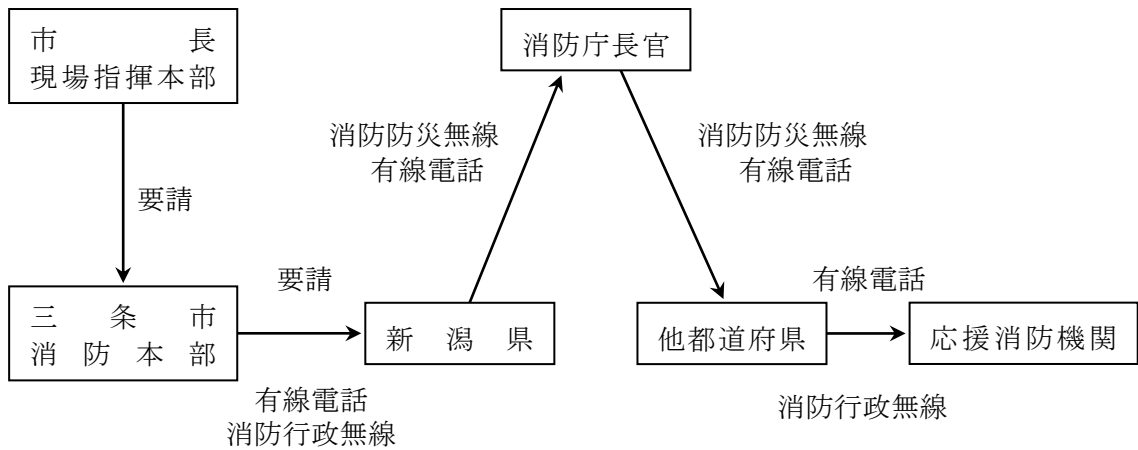 市長
現場指揮本部
消防庁長官
消防防災無線
有線電話
消防防災無線
有線電話
要請
要請
有線電話
三条市
消防本部
新潟県
他都道府県
応援消防機関
有線電話
消防行政無線
消防行政無線